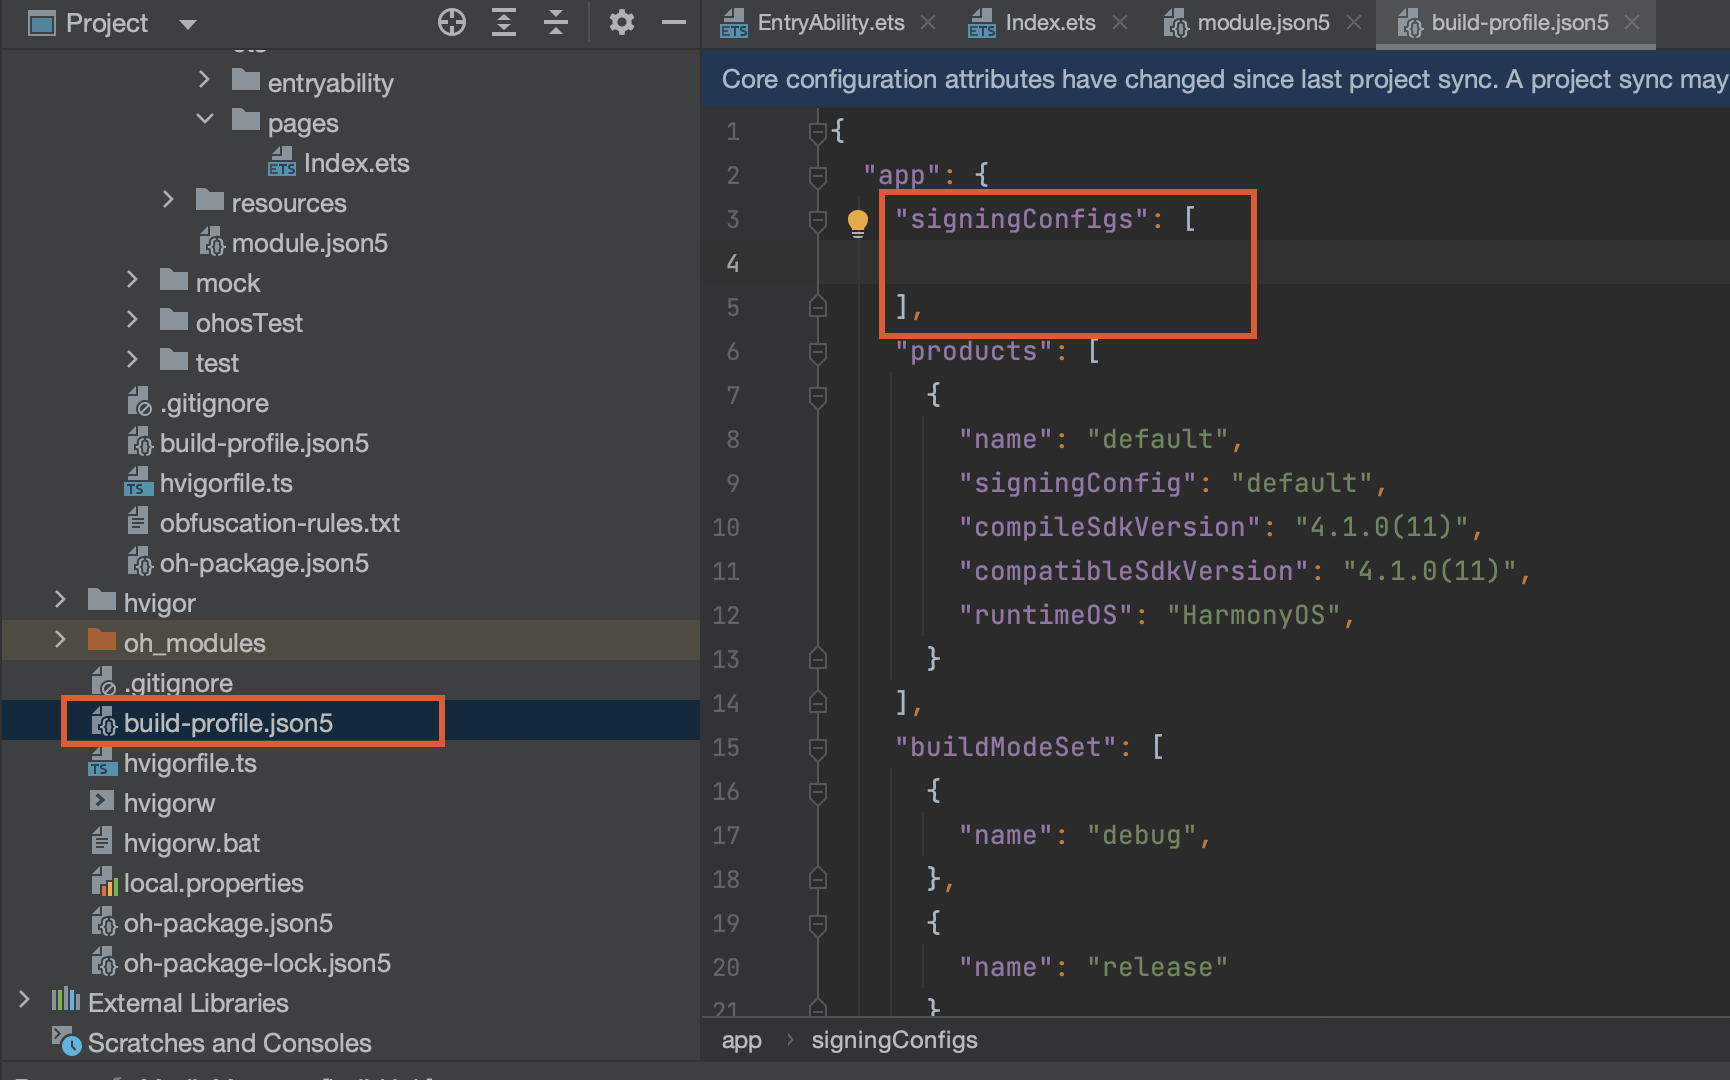 Project
entryability
pages
Index.ets
resources
module.json5
mock
ohosTest
test
.gitignore
build-profile.json5
hvigorfile.ts
obfuscation-rules.txt
oh-package.json5
hvigor
oh_modules
.gitignore
build-profile.json5
hvigorfile.ts
hvigorw
hvigorw.bat
local.properties
oh-package.json5
oh-package-lock.json5
External Libraries
Scratches and Consoles
EntryAbility.ets
Index.ets
module.json5
build-profile.json5
Core configuration attributes have changed since last project sync. A project sync may
1 {
2 "app": {
3 "signingConfigs": [
4
5 ],
6 "products": [
7 {
8 "name": "default",
9 "signingConfig": "default",
10 "compileSdkVersion": "4.1.0(11)",
11 "compatibleSdkVersion": "4.1.0(11)",
12 "runtimeOS": "HarmonyOS",
13 }
14 ],
15 "buildModeSet": [
16 {
17 "name": "debug",
18 },
19 {
20 "name": "release"
21 }
app > signingConfigs